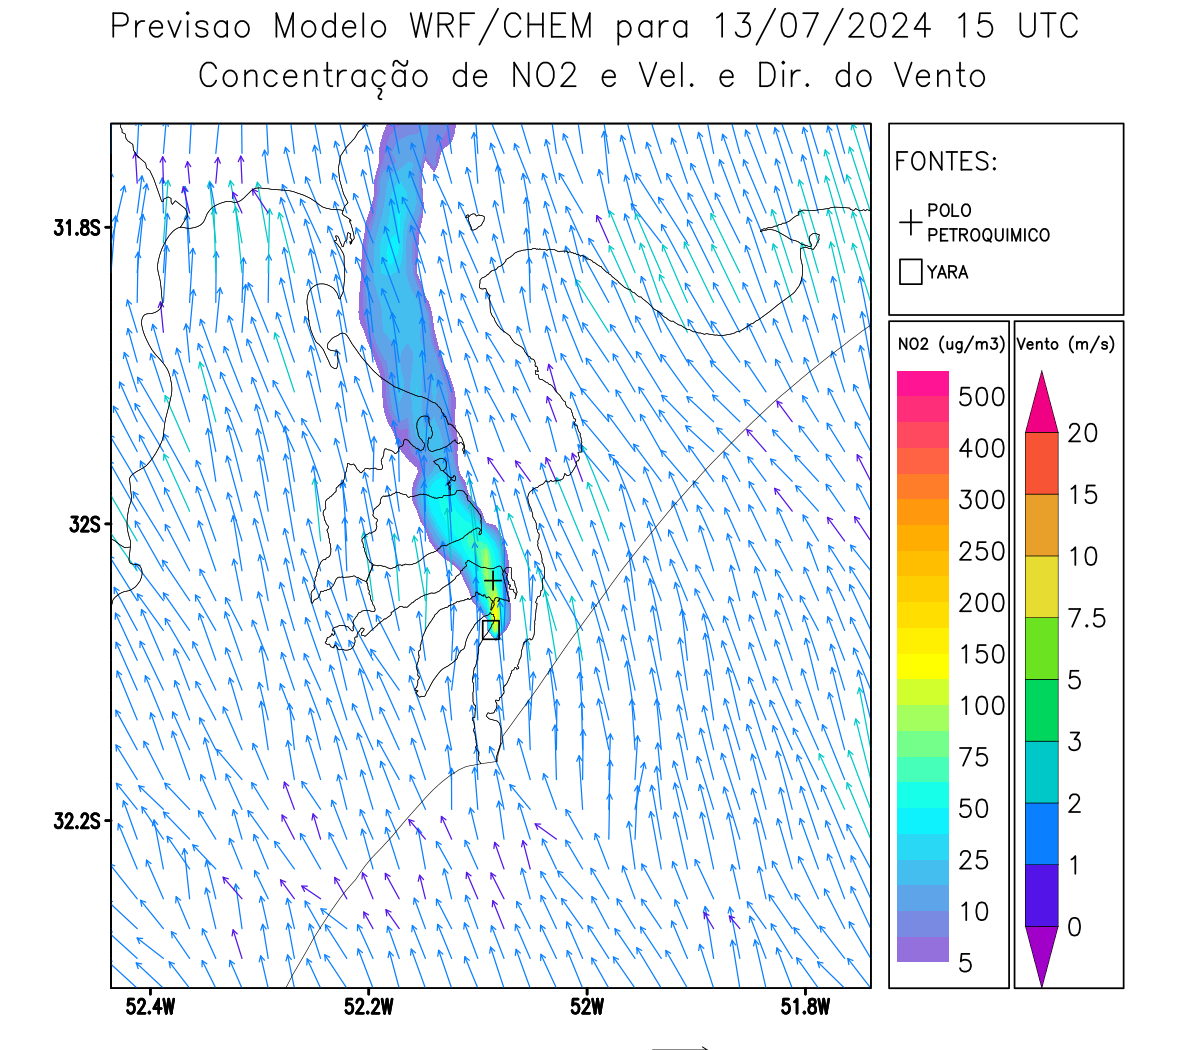 Previsao Modelo WRF/CHEM para 13/07/2024 15 UTC
Concentração de NO2 e Vel. e Dir. do Vento
FONTES:
POLO
PETROQUIMICO
YARA
31.8S
32S
32.2S
52.4W
52.2W
52W
51.8W
NO2 (ug/m3)
500
400
300
250
200
150
100
75
50
25
10
5
Vento (m/s)
20
15
10
7.5
5
3
2
1
0